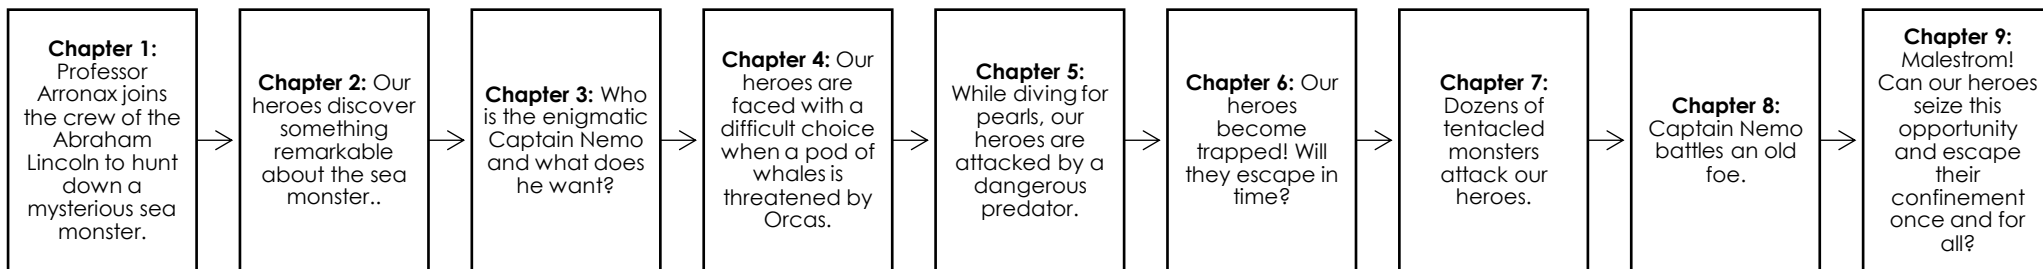 Chapter 1:
Professor
Arronax joins
the crew of the
Abraham
Lincoln to hunt
down a
mysterious sea
monster.
Chapter 2: Our
heroes discover
something
remarkable
about the sea
monster..
Chapter 3: Who
is the enigmatic
Captain Nemo
and what does
he want?
Chapter 4: Our
heroes are
faced with a
difficult choice
when a pod of
whales is
threatened by
Orcas.
Chapter 5:
While diving for
pearls, our
heroes are
attacked by a
dangerous
predator.
Chapter 6: Our
heroes
become
trapped! Will
they escape in
time?
Chapter 7:
Dozens of
tentacled
monsters
attack our
heroes.
Chapter 8:
Captain Nemo
battles an old
foe.
Chapter 9:
Malestrom!
Can our heroes
seize this
opportunity
and escape
their
confinement
once and for
all?